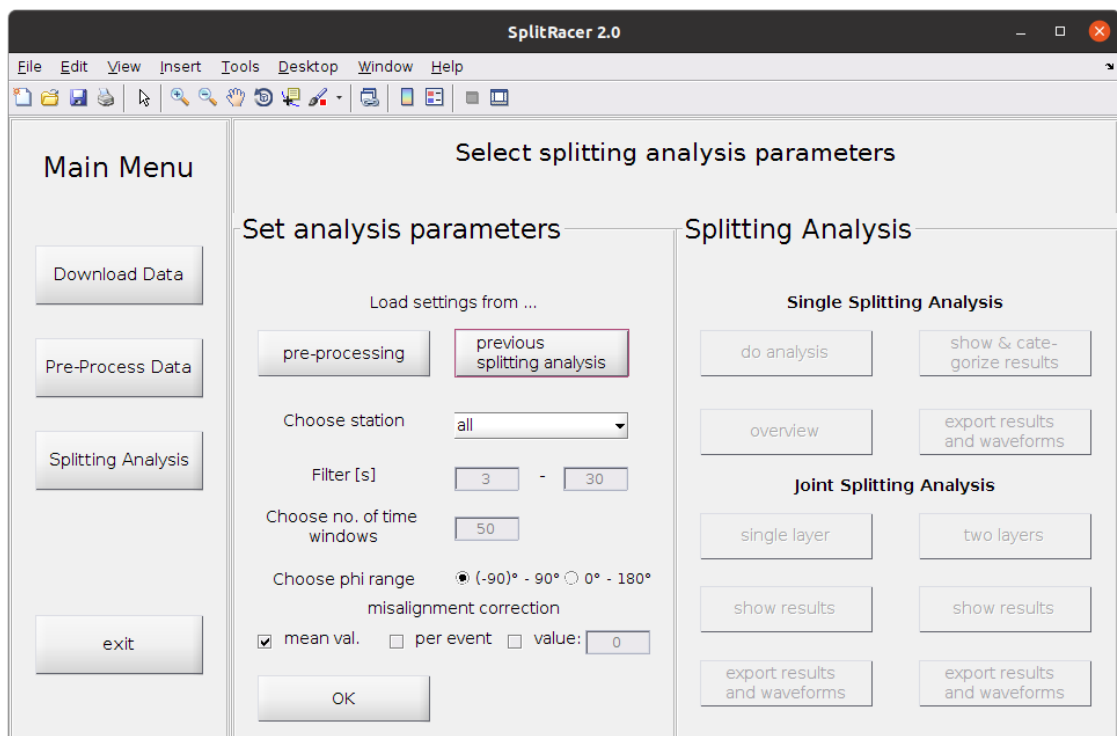 SplitRacer 2.0
File Edit View Insert Tools Desktop Window Help
Main Menu
Download Data
Pre-Process Data
Splitting Analysis
exit
Select splitting analysis parameters
Set analysis parameters
Load settings from ...
pre-processing
previous
splitting analysis
Choose station
all
Filter [s]
3 - 30
Choose no. of time
windows
50
Choose phi range
(-90)° - 90° 0° - 180°
misalignment correction
mean val. per event value: 0
OK
Splitting Analysis
Single Splitting Analysis
do analysis
show & cate-
gorize results
overview
export results
and waveforms
Joint Splitting Analysis
single layer
two layers
show results
show results
export results
and waveforms
export results
and waveforms